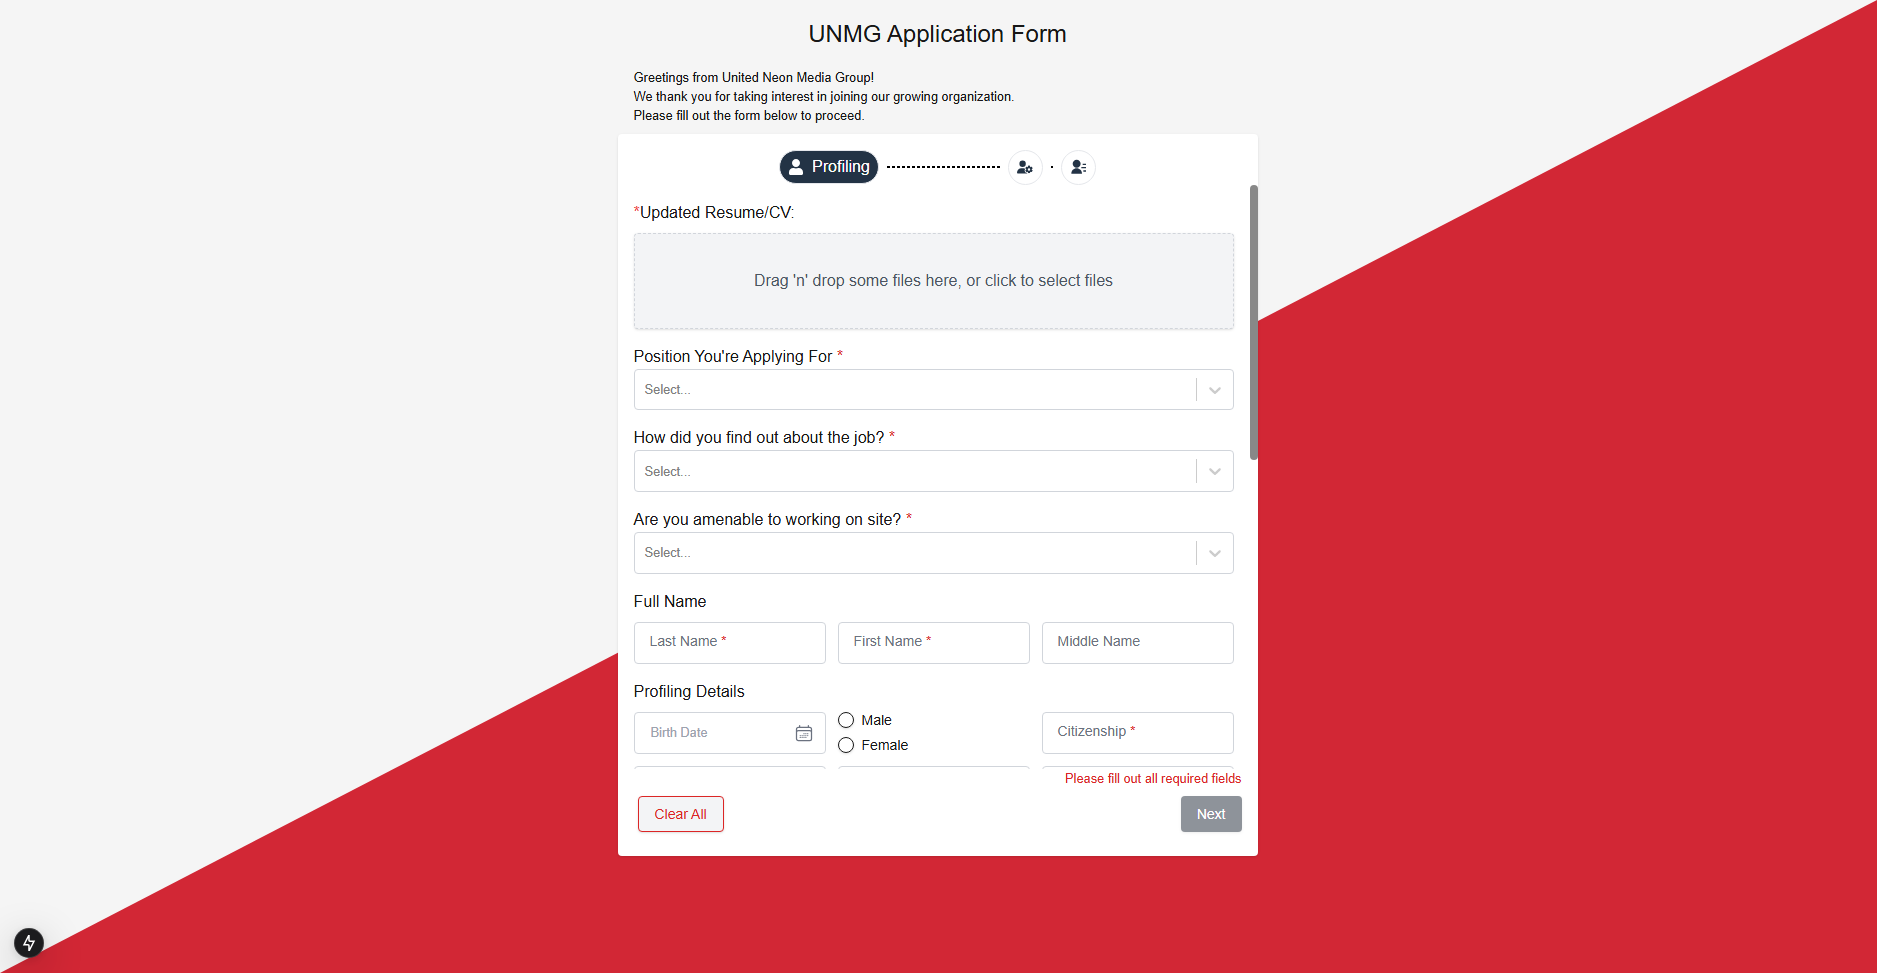 UNMG Application Form
Greetings from United Neon Media Group!
We thank you for taking interest in joining our growing organization.
Please fill out the form below to proceed.
Profiling
*Updated Resume/CV:
Drag 'n' drop some files here, or click to select files
Position You're Applying For *
Select...
How did you find out about the job? *
Select...
Are you amenable to working on site? *
Select...
Full Name
Last Name * First Name * Middle Name
Profiling Details
Birth Date Male Citizenship *
Female
Please fill out all required fields
Clear All Next